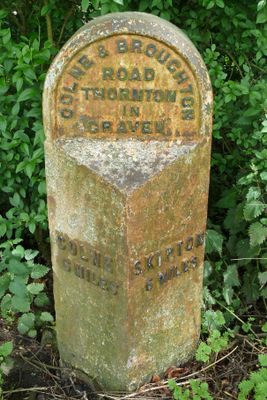 COLNE & BROUGHTON
ROAD
THORNTON
IN
CRAVEN
COLNE
6 MILES
SKIPTON
6 MILES